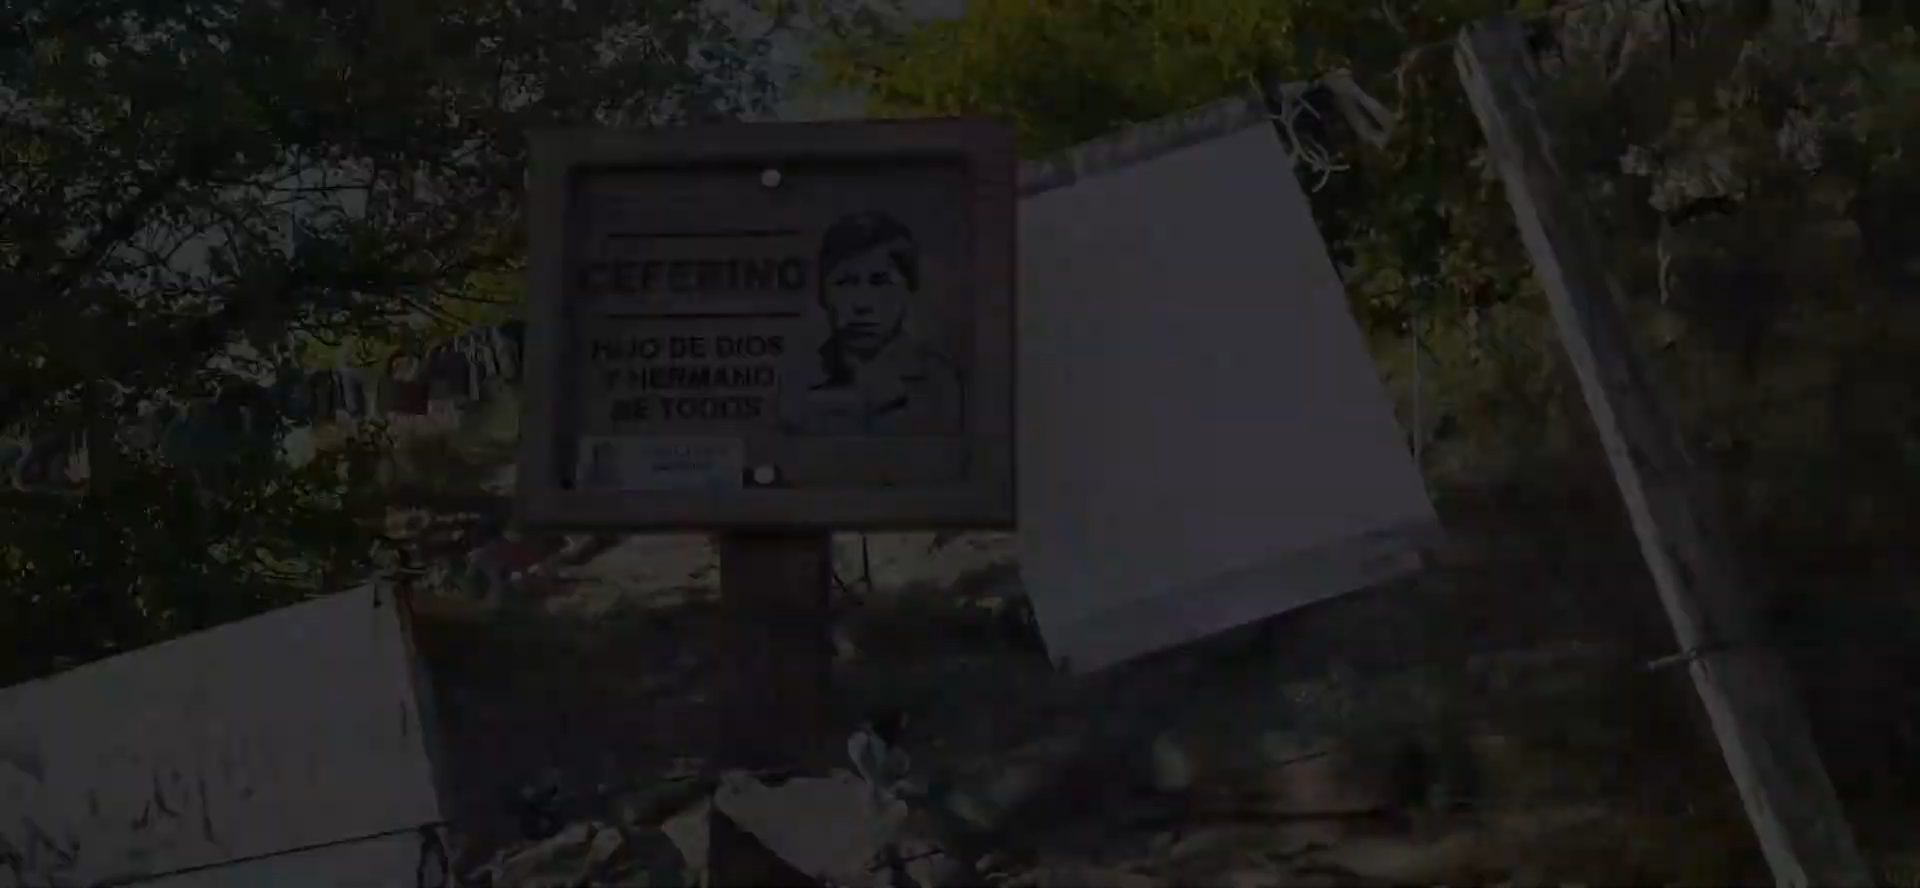 CEFERINO
HIJO DE DIOS
Y HERMANO
DE TODOS